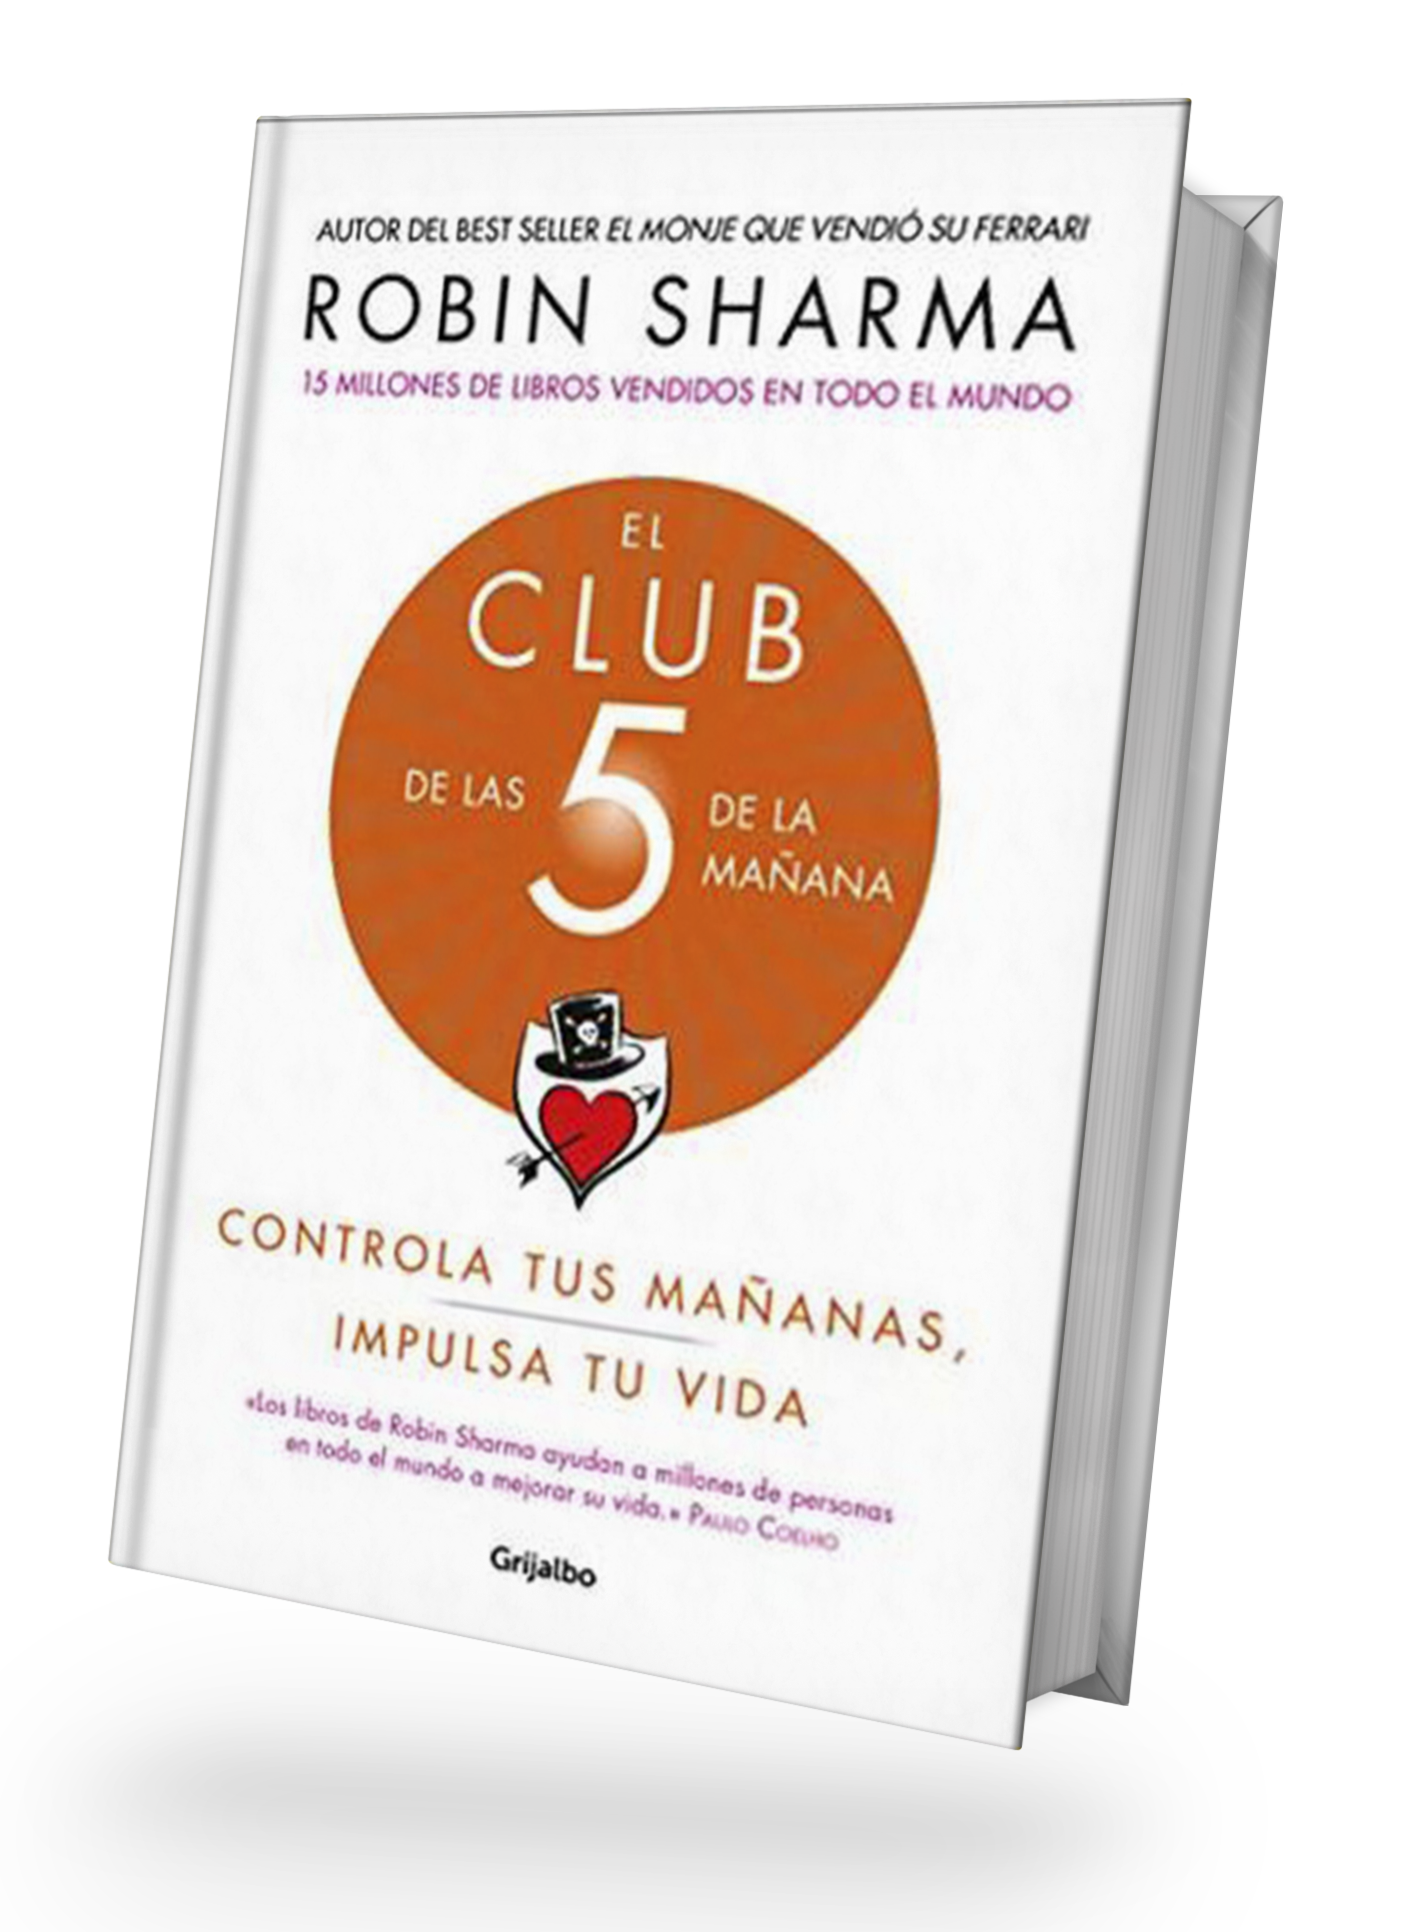 AUTOR DEL BEST SELLER EL MONJE QUE VENDIÓ SU FERRARI
ROBIN SHARMA
15 MILLONES DE LIBROS VENDIDOS EN TODO EL MUNDO
EL
CLUB
DE LAS 5 DE LA
MAÑANA
CONTROLA TUS MAÑANAS,
IMPULSA TU VIDA
«Los libros de Robin Sharma ayudan a millones de personas
en todo el mundo a mejorar su vida.» PAULO COELHO
Grijalbo